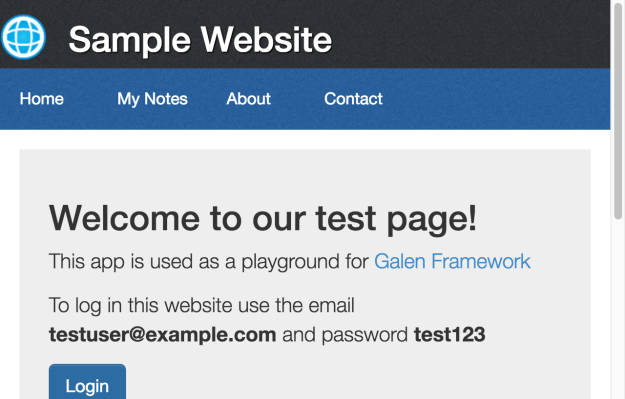 Sample Website
Home My Notes About Contact
Welcome to our test page!
This app is used as a playground for Galen Framework
To log in this website use the email
testuser@example.com and password test123
Login